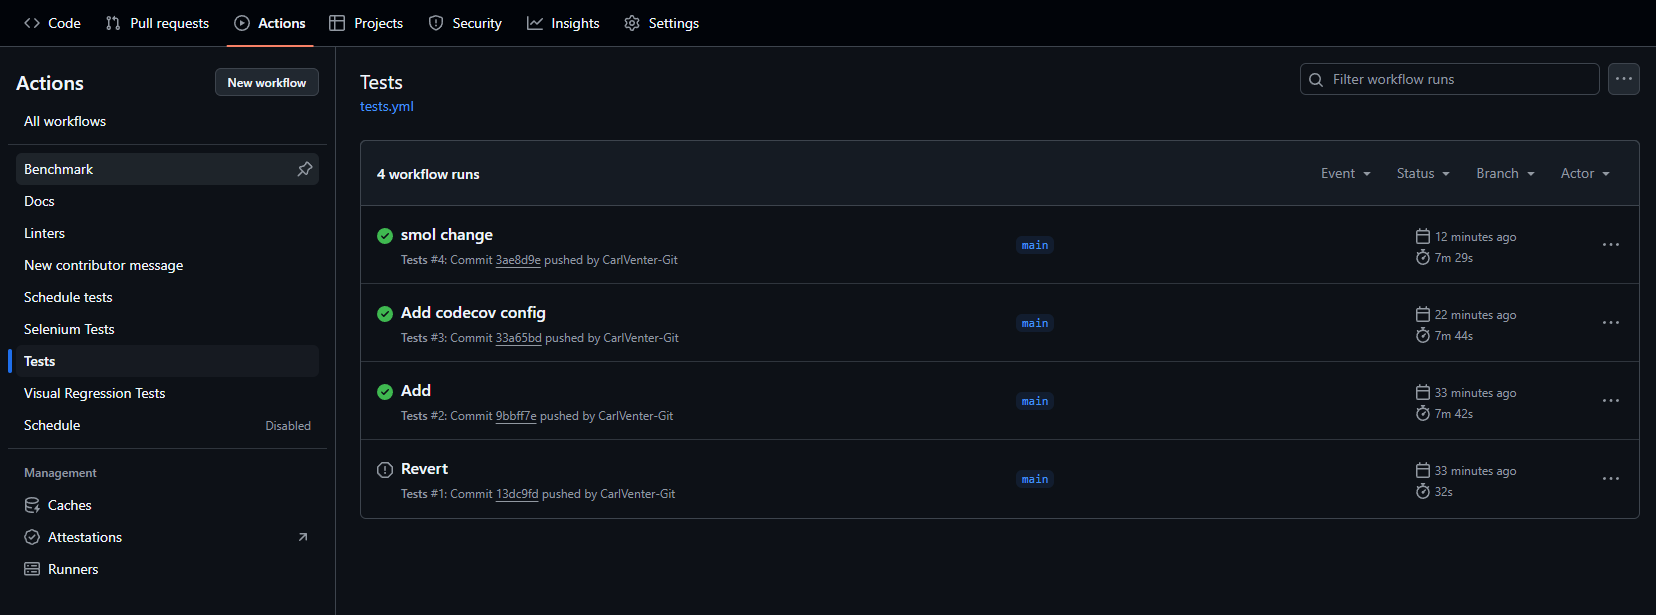 Code Pull requests Actions Projects Security Insights Settings
Actions
New workflow
All workflows
Benchmark
Docs
Linters
New contributor message
Schedule tests
Selenium Tests
Tests
Visual Regression Tests
Schedule Disabled
Management
Caches
Attestations
Runners
Tests
tests.yml
Filter workflow runs
4 workflow runs
Event Status Branch Actor
smol change
Tests #4: Commit 3ae8d9e pushed by CarlVenter-Git
main
12 minutes ago
7m 29s
Add codecov config
Tests #3: Commit 33a65bd pushed by CarlVenter-Git
main
22 minutes ago
7m 44s
Add
Tests #2: Commit 9bbff7e pushed by CarlVenter-Git
main
33 minutes ago
7m 42s
Revert
Tests #1: Commit 13dc9fd pushed by CarlVenter-Git
main
33 minutes ago
32s